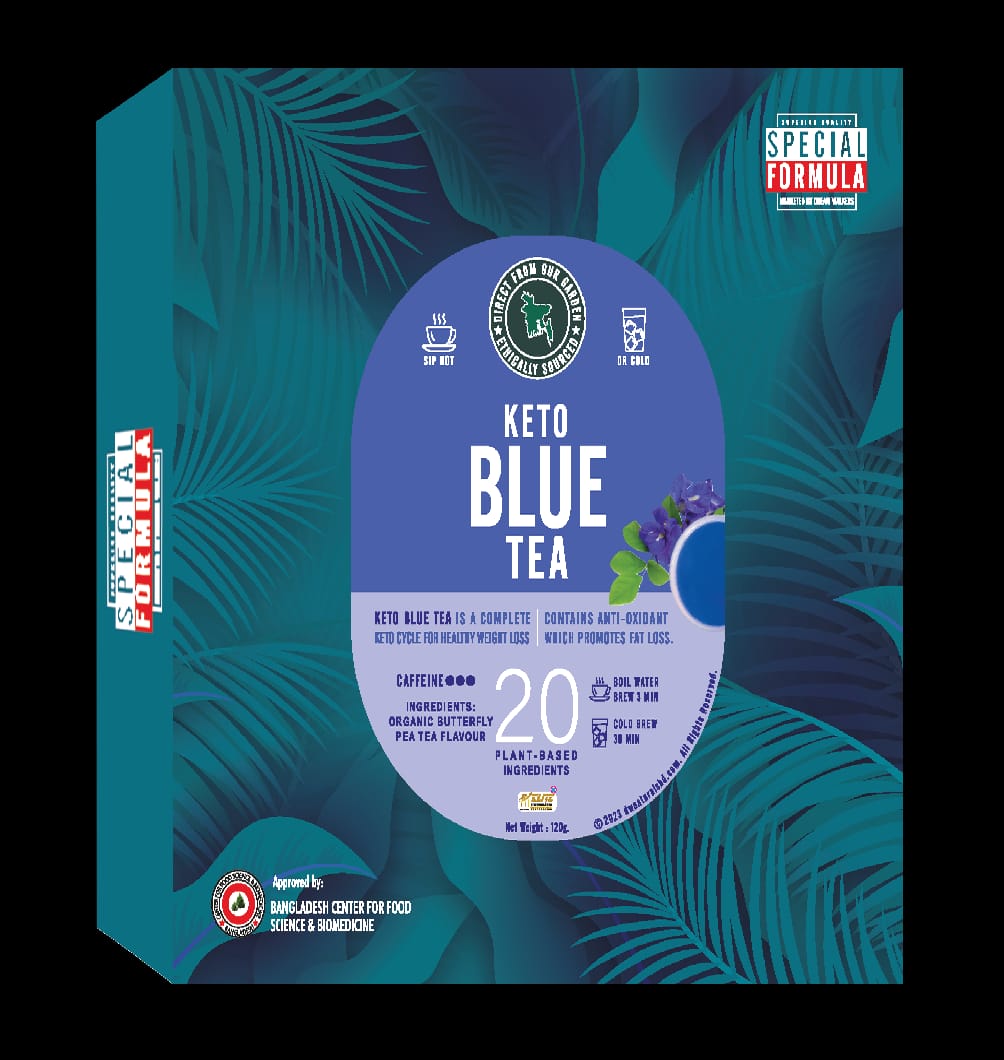 SUPERIOR QUALITY
SPECIAL
FORMULA
DIRECT FROM OUR GARDEN
ETHICALLY SOURCED
SIP HOT
OR COLD
KETO
BLUE
TEA
KETO BLUE TEA IS A COMPLETE
KETO CYCLE FOR HEALTHY WEIGHT LOSS
CONTAINS ANTI-OXIDANT
WHICH PROMOTES FAT LOSS.
CAFFEINE
INGREDIENTS:
ORGANIC BUTTERFLY
PEA TEA FLAVOUR
20
PLANT-BASED
INGREDIENTS
BOIL WATER
BREW 3 MIN
COLD BREW
30 MIN
Net Weight : 120g.
All Rights Reserved.
SPECIAL
FORMULA
Approved by:
BANGLADESH CENTER FOR FOOD
SCIENCE & BIOMEDICINE